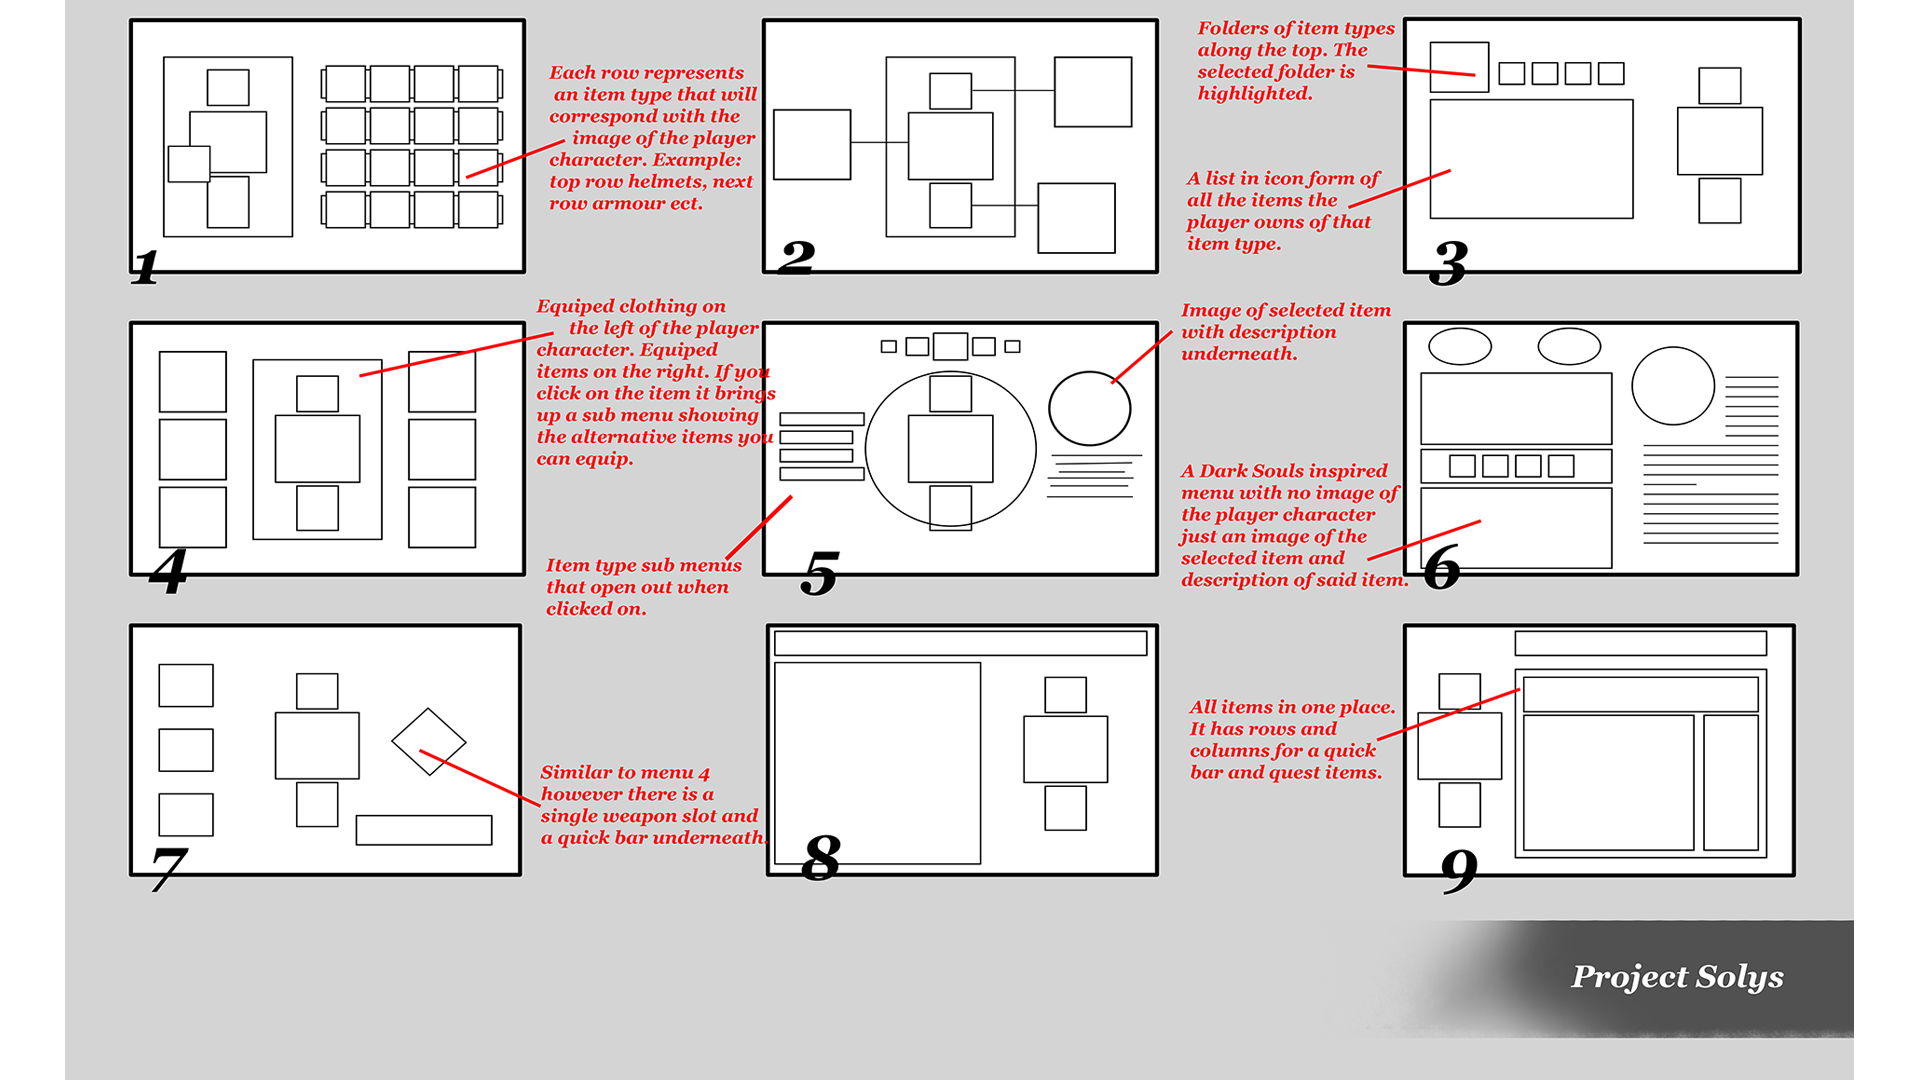 Each row represents
an item type that will
correspond with the
image of the player
character. Example:
top row helmets, next
row armour ect.
1
2
Folders of item types
along the top. The
selected folder is
highlighted.
A list in icon form of
all the items the
player owns of that
item type.
3
Equiped clothing on
the left of the player
character. Equiped
items on the right. If you
click on the item it brings
up a sub menu showing
the alternative items you
can equip.
4
Image of selected item
with description
underneath.
Item type sub menus
that open out when
clicked on.
5
A Dark Souls inspired
menu with no image of
the player character
just an image of the
selected item and
description of said item.
6
Similar to menu 4
however there is a
single weapon slot and
a quick bar underneath.
7
8
All items in one place.
It has rows and
columns for a quick
bar and quest items.
9
Project Solys